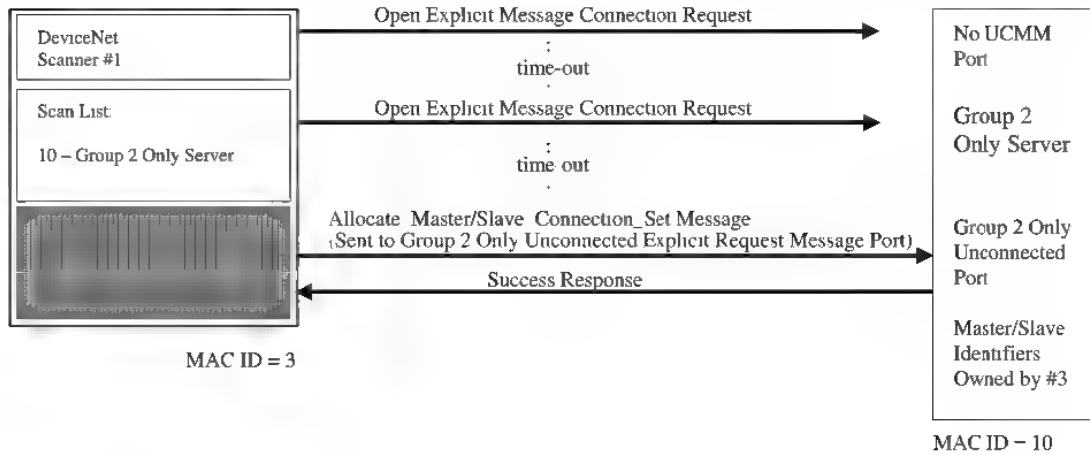 DeviceNet
Scanner #1
Scan List:
10 – Group 2 Only Server
MAC ID = 3
Open Explicit Message Connection Request
time-out
Open Explicit Message Connection Request
time out
Allocate Master/Slave Connection_Set Message
(Sent to Group 2 Only Unconnected Explicit Request Message Port)
Success Response
No UCMM
Port
Group 2
Only Server
Group 2 Only
Unconnected
Port
Master/Slave
Identifiers
Owned by #3
MAC ID – 10